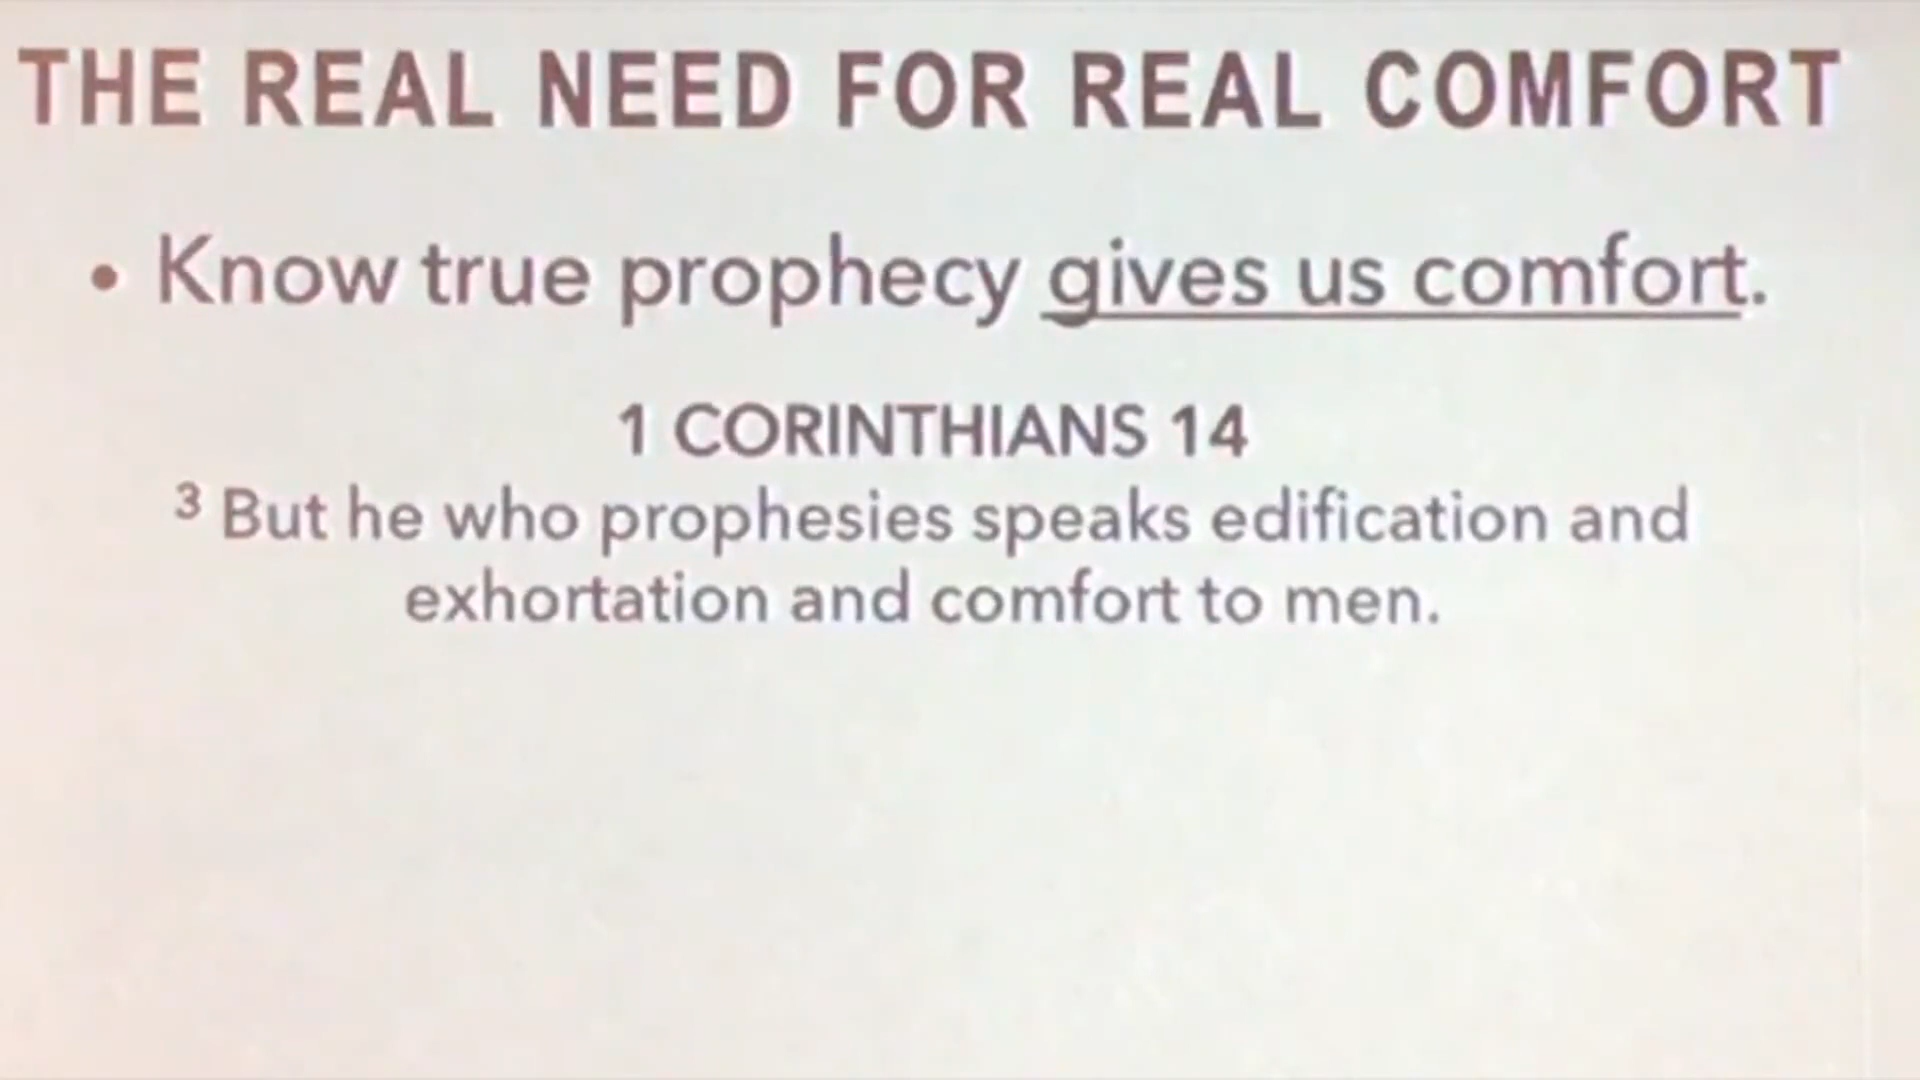 THE REAL NEED FOR REAL COMFORT
• Know true prophecy gives us comfort.
1 CORINTHIANS 14
3 But he who prophesies speaks edification and
exhortation and comfort to men.